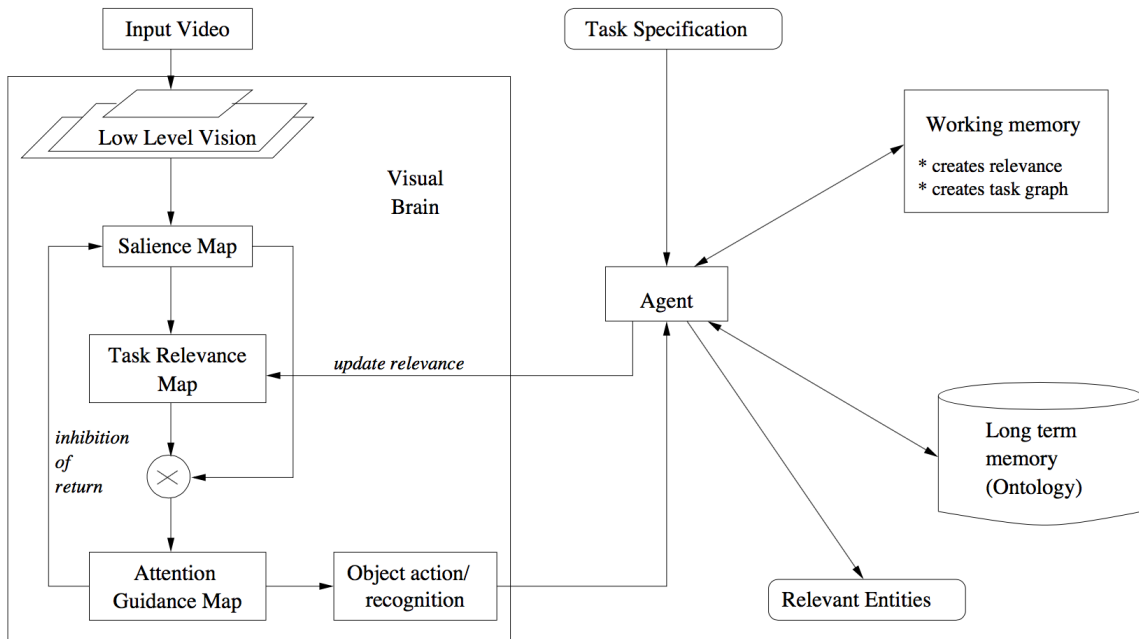 Input Video
Task Specification
Low Level Vision
Working memory
* creates relevance
* creates task graph
Visual
Brain
Salience Map
Agent
Task Relevance
Map
update relevance
inhibition
of
return
Long term
memory
(Ontology)
Attention
Guidance Map
Object action/
recognition
Relevant Entities